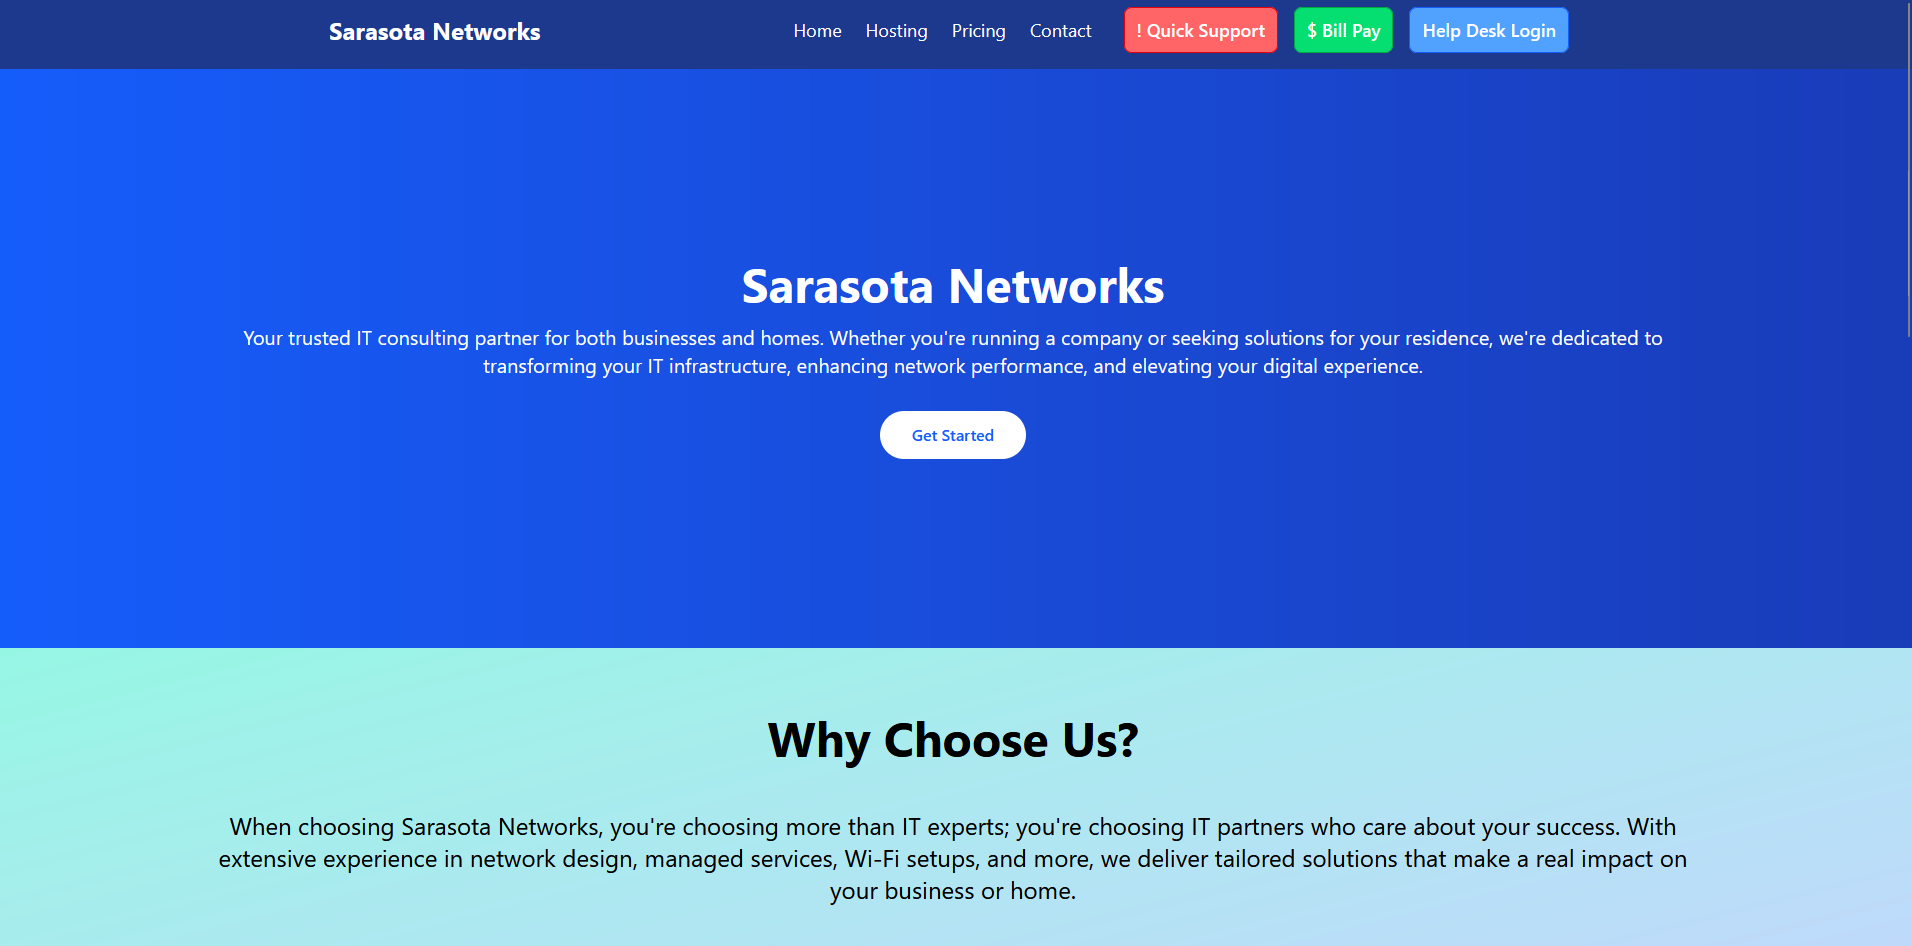 Sarasota Networks
Home
Hosting
Pricing
Contact
! Quick Support
$ Bill Pay
Help Desk Login
Sarasota Networks
Your trusted IT consulting partner for both businesses and homes. Whether you're running a company or seeking solutions for your residence, we're dedicated to
transforming your IT infrastructure, enhancing network performance, and elevating your digital experience.
Get Started
Why Choose Us?
When choosing Sarasota Networks, you're choosing more than IT experts; you're choosing IT partners who care about your success. With
extensive experience in network design, managed services, Wi-Fi setups, and more, we deliver tailored solutions that make a real impact on
your business or home.